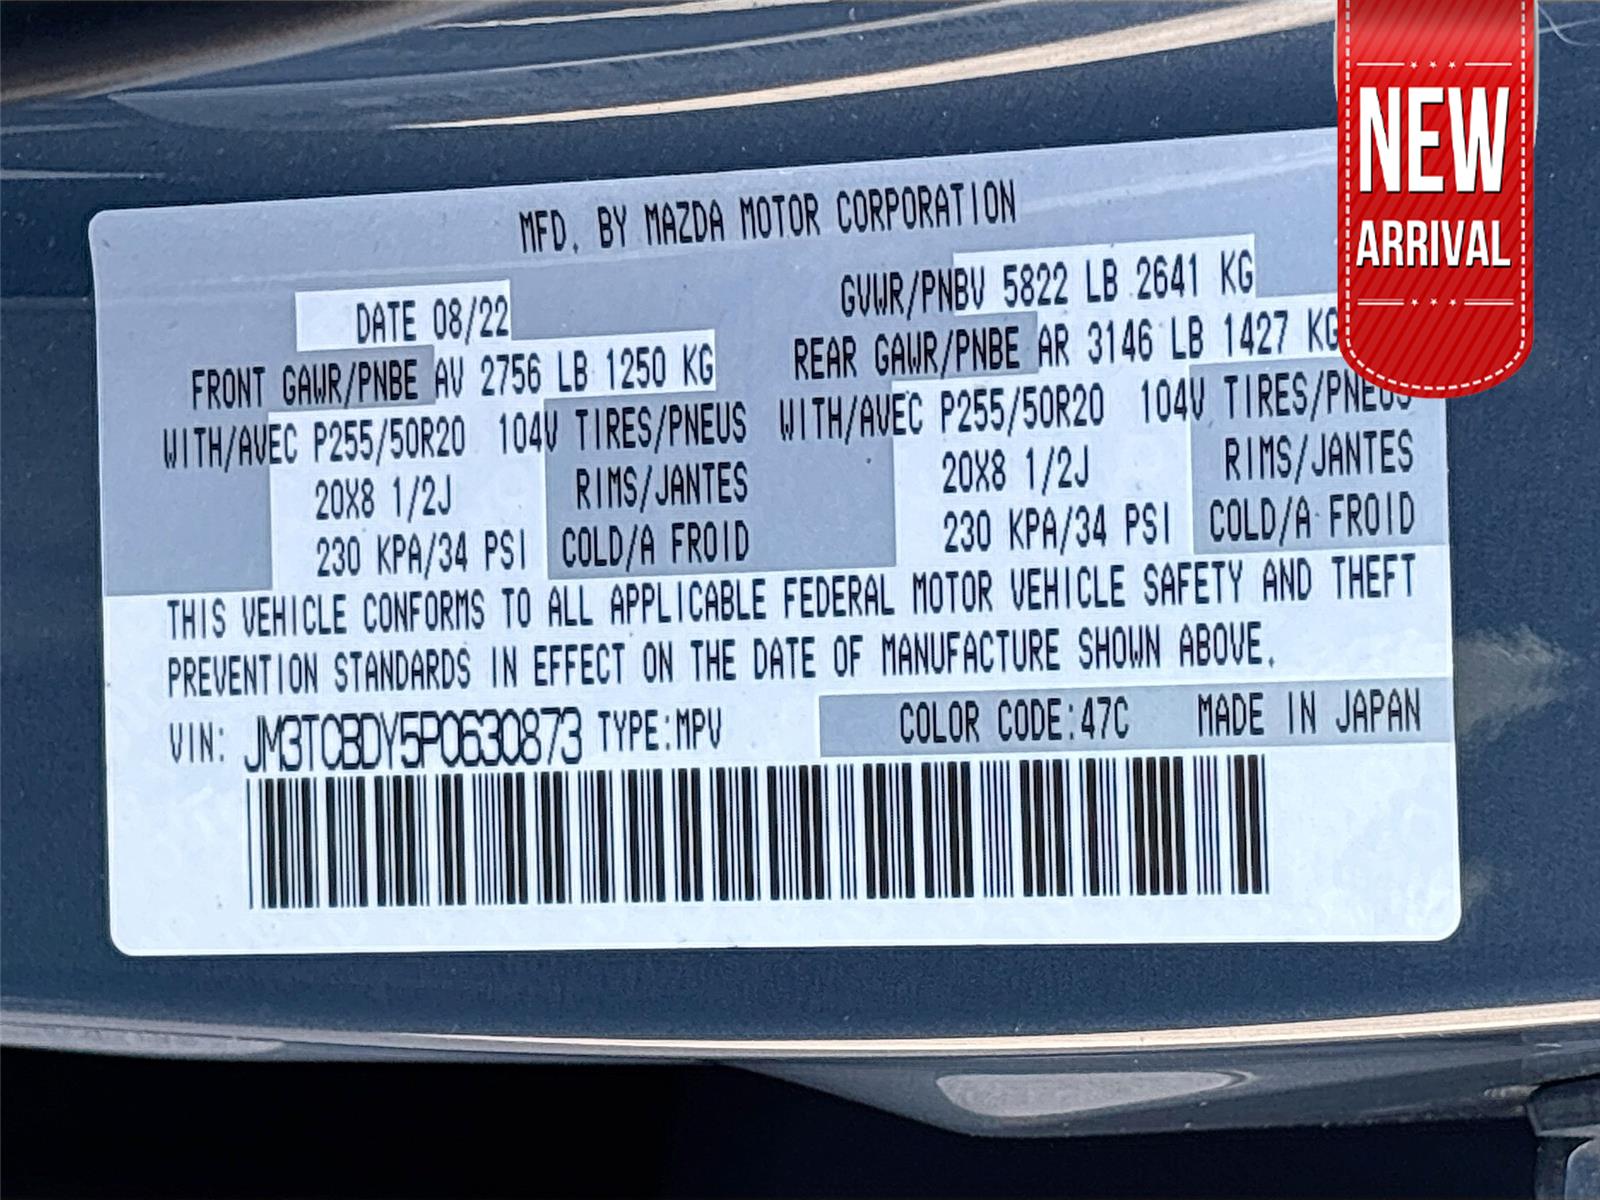 NEW
ARRIVAL
MFD. BY MAZDA MOTOR CORPORATION
DATE 08/22
GVWR/PNBV 5822 LB 2641 KG
FRONT GAWR/PNBE AV 2756 LB 1250 KG
REAR GAWR/PNBE AR 3146 LB 1427 KG
WITH/AVEC P255/50R20 104V TIRES/PNEUS
WITH/AVEC P255/50R20 104V TIRES/PNEUS
20X8 1/2J RIMS/JANTES
20X8 1/2J RIMS/JANTES
230 KPA/34 PSI COLD/A FROID
230 KPA/34 PSI COLD/A FROID
THIS VEHICLE CONFORMS TO ALL APPLICABLE FEDERAL MOTOR VEHICLE SAFETY AND THEFT
PREVENTION STANDARDS IN EFFECT ON THE DATE OF MANUFACTURE SHOWN ABOVE.
VIN: JM3TCBDY5P0630873 TYPE:MPV COLOR CODE:47C MADE IN JAPAN